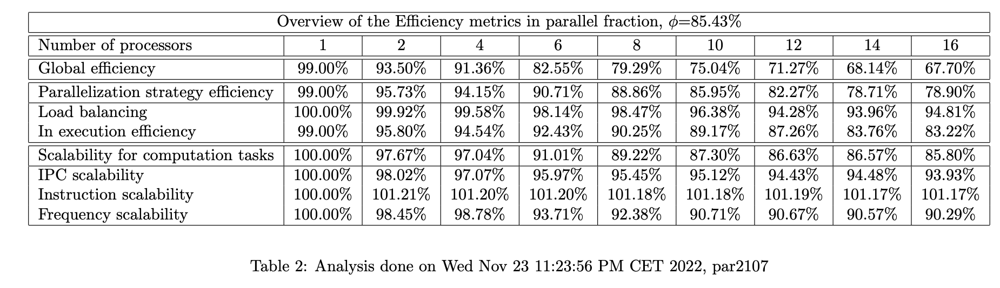 Overview of the Efficiency metrics in parallel fraction, ϕ=85.43%
Number of processors 1 2 4 6 8 10 12 14 16
Global efficiency 99.00% 93.50% 91.36% 82.55% 79.29% 75.04% 71.27% 68.14% 67.70%
Parallelization strategy efficiency 99.00% 95.73% 94.15% 90.71% 88.86% 85.95% 82.27% 78.71% 78.90%
Load balancing 100.00% 99.92% 99.58% 98.14% 98.47% 96.38% 94.28% 93.96% 94.81%
In execution efficiency 99.00% 95.80% 94.54% 92.43% 90.25% 89.17% 87.26% 83.76% 83.22%
Scalability for computation tasks 100.00% 97.67% 97.04% 91.01% 89.22% 87.30% 86.63% 86.57% 85.80%
IPC scalability 100.00% 98.02% 97.07% 95.97% 95.45% 95.12% 94.43% 94.48% 93.93%
Instruction scalability 100.00% 101.21% 101.20% 101.20% 101.18% 101.18% 101.19% 101.17% 101.17%
Frequency scalability 100.00% 98.45% 98.78% 93.71% 92.38% 90.71% 90.67% 90.57% 90.29%
Table 2: Analysis done on Wed Nov 23 11:23:56 PM CET 2022, par2107